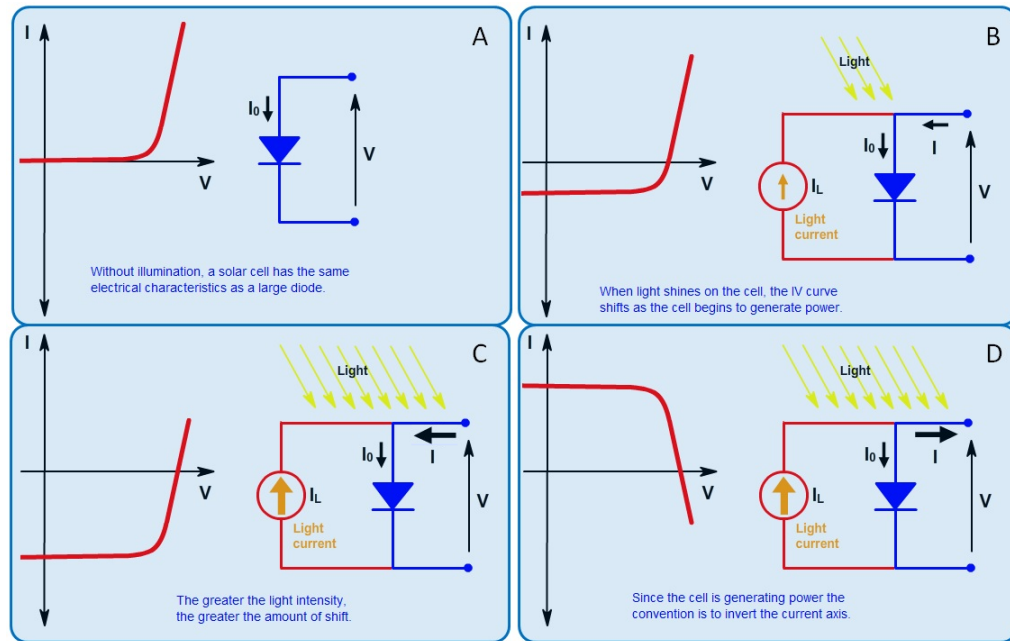 I
A
I₀
V
V
Without illumination, a solar cell has the same
electrical characteristics as a large diode.
I
B
Light
I₀
I
V
I_L
V
Light
current
When light shines on the cell, the IV curve
shifts as the cell begins to generate power.
I
C
Light
I₀
I
V
I_L
V
Light
current
The greater the light intensity,
the greater the amount of shift.
I
D
Light
I₀
I
V
I_L
V
Light
current
Since the cell is generating power the
convention is to invert the current axis.